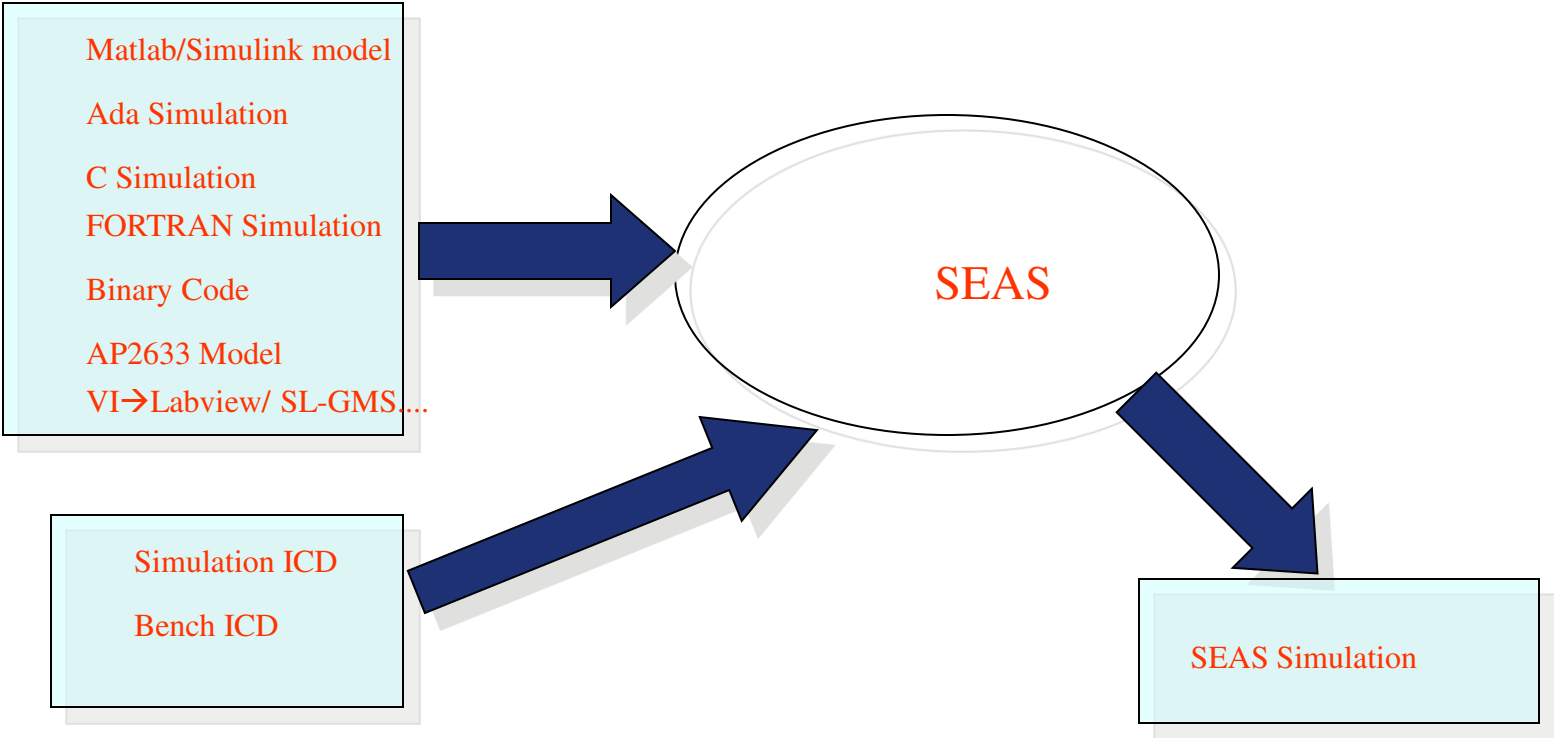 Matlab/Simulink model
Ada Simulation
C Simulation
FORTRAN Simulation
Binary Code
AP2633 Model
VI→Labview/ SL-GMS....
SEAS
Simulation ICD
Bench ICD
SEAS Simulation